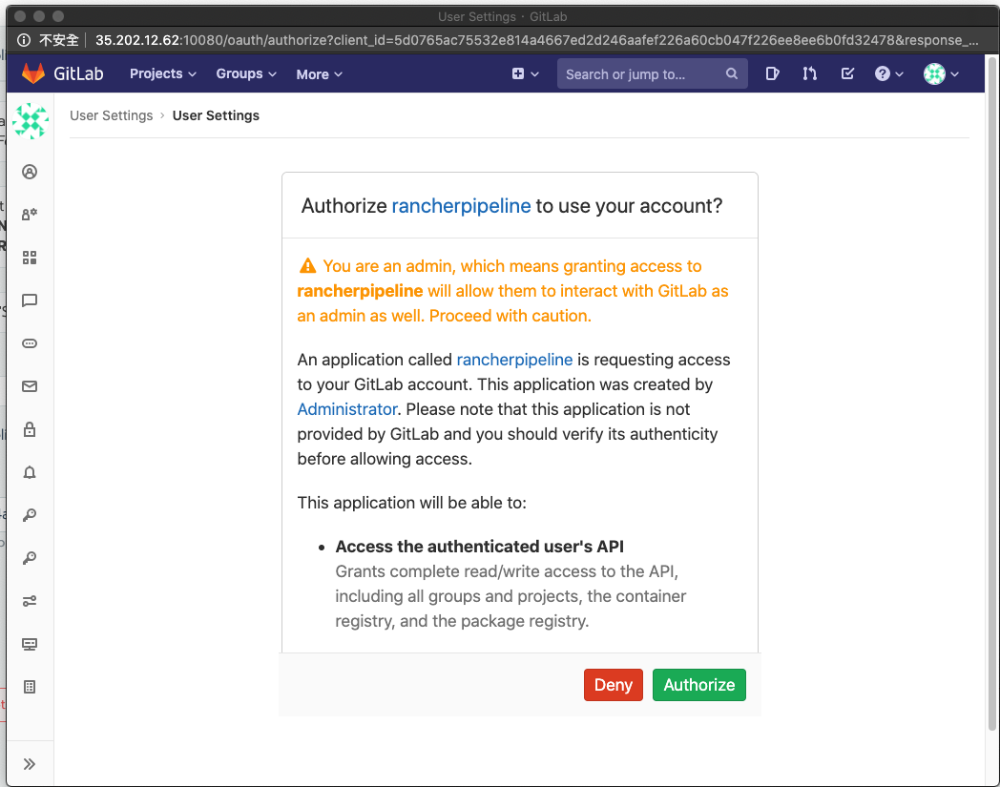 User Settings · GitLab
不安全 35.202.12.62:10080/oauth/authorize?client_id=5d0765ac75532e814a4667ed2d246aafef226a60cb047f226ee8ee6b0fd32478&response_...
GitLab Projects Groups More Search or jump to...
User Settings › User Settings
Authorize rancherpipeline to use your account?
You are an admin, which means granting access to
rancherpipeline will allow them to interact with GitLab as
an admin as well. Proceed with caution.
An application called rancherpipeline is requesting access
to your GitLab account. This application was created by
Administrator. Please note that this application is not
provided by GitLab and you should verify its authenticity
before allowing access.
This application will be able to:
• Access the authenticated user's API
Grants complete read/write access to the API,
including all groups and projects, the container
registry, and the package registry.
Deny Authorize